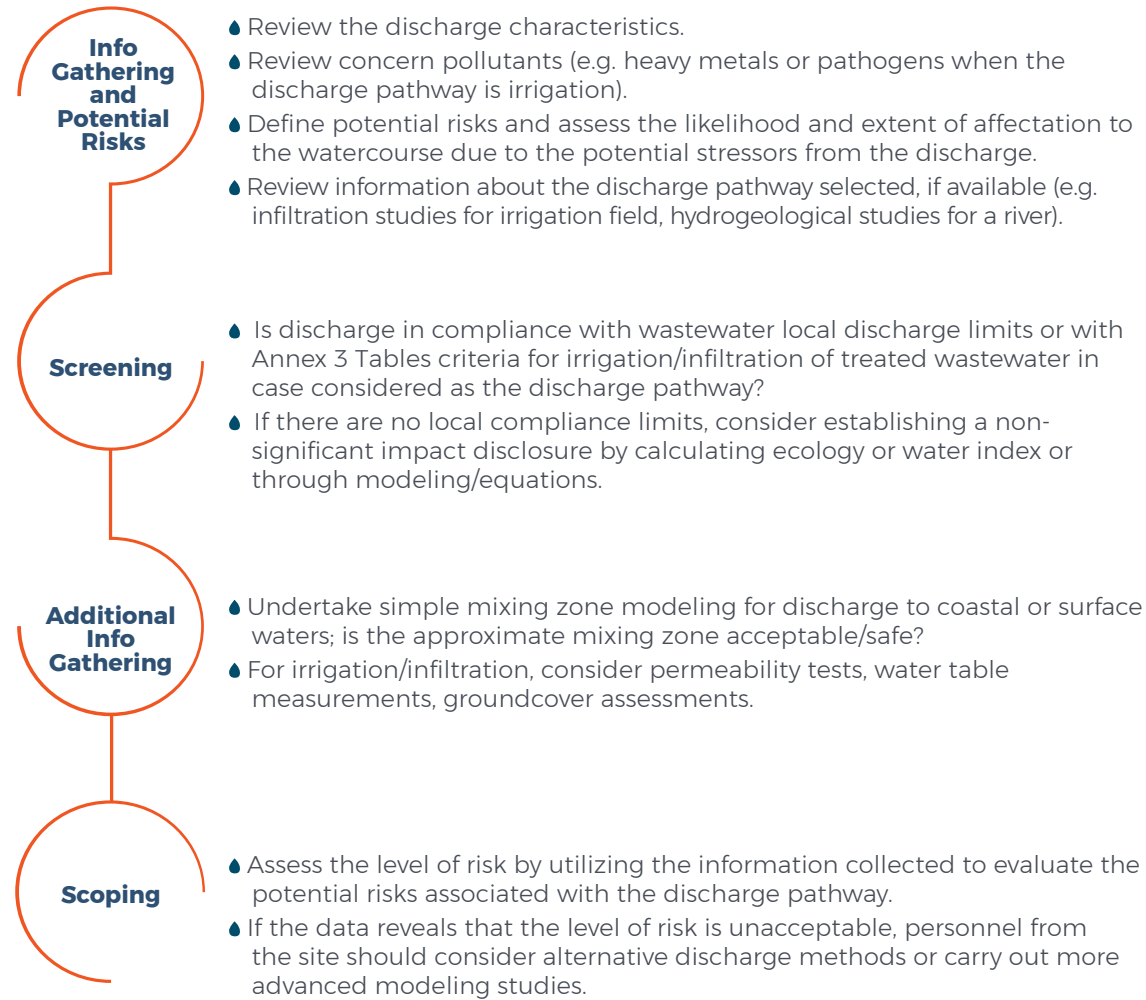 Info
Gathering
and
Potential
Risks
Review the discharge characteristics.
Review concern pollutants (e.g. heavy metals or pathogens when the
discharge pathway is irrigation).
Define potential risks and assess the likelihood and extent of affectation to
the watercourse due to the potential stressors from the discharge.
Review information about the discharge pathway selected, if available (e.g.
infiltration studies for irrigation field, hydrogeological studies for a river).
Screening
Is discharge in compliance with wastewater local discharge limits or with
Annex 3 Tables criteria for irrigation/infiltration of treated wastewater in
case considered as the discharge pathway?
If there are no local compliance limits, consider establishing a non-
significant impact disclosure by calculating ecology or water index or
through modeling/equations.
Additional
Info
Gathering
Undertake simple mixing zone modeling for discharge to coastal or surface
waters; is the approximate mixing zone acceptable/safe?
For irrigation/infiltration, consider permeability tests, water table
measurements, groundcover assessments.
Scoping
Assess the level of risk by utilizing the information collected to evaluate the
potential risks associated with the discharge pathway.
If the data reveals that the level of risk is unacceptable, personnel from
the site should consider alternative discharge methods or carry out more
advanced modeling studies.